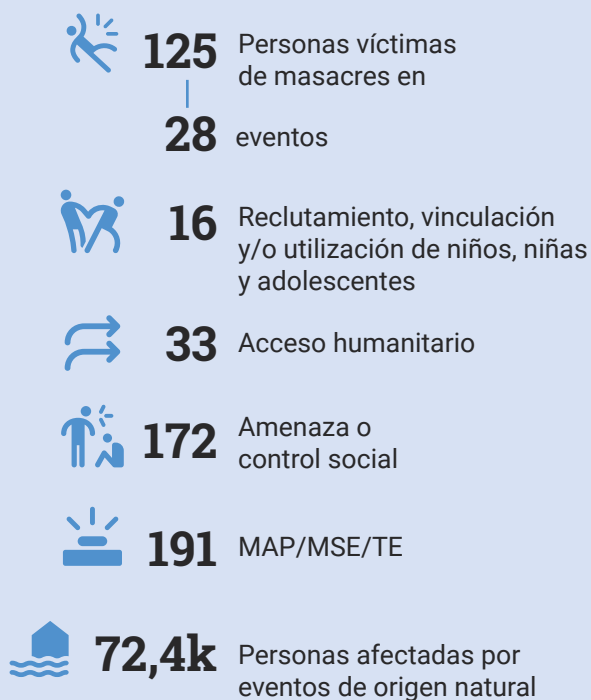 125 Personas víctimas
de masacres en
28 eventos
16 Reclutamiento, vinculación
y/o utilización de niños, niñas
y adolescentes
33 Acceso humanitario
172 Amenaza o
control social
191 MAP/MSE/TE
72,4k Personas afectadas por
eventos de origen natural